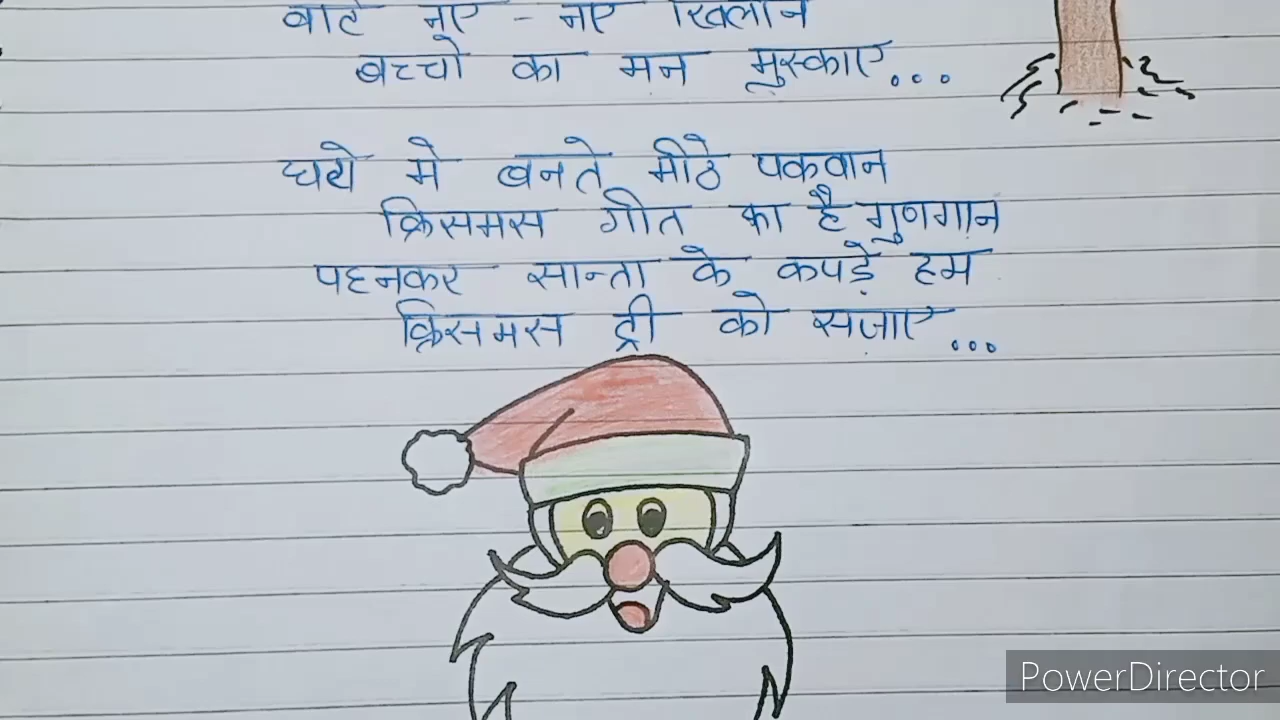 बाटे नए - नए खिलौने
बच्चो का मन मुस्काए...
घरो मे बनते मीठे पकवान
क्रिसमस गीत का है गुणगान
पहनकर सान्ता के कपड़े हम
क्रिसमस ट्री को सजाए...
PowerDirector